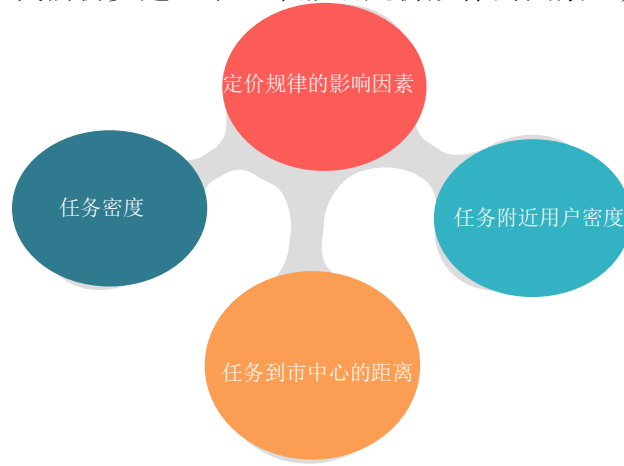 定价规律的影响因素
任务密度
任务附近用户密度
任务到市中心的距离